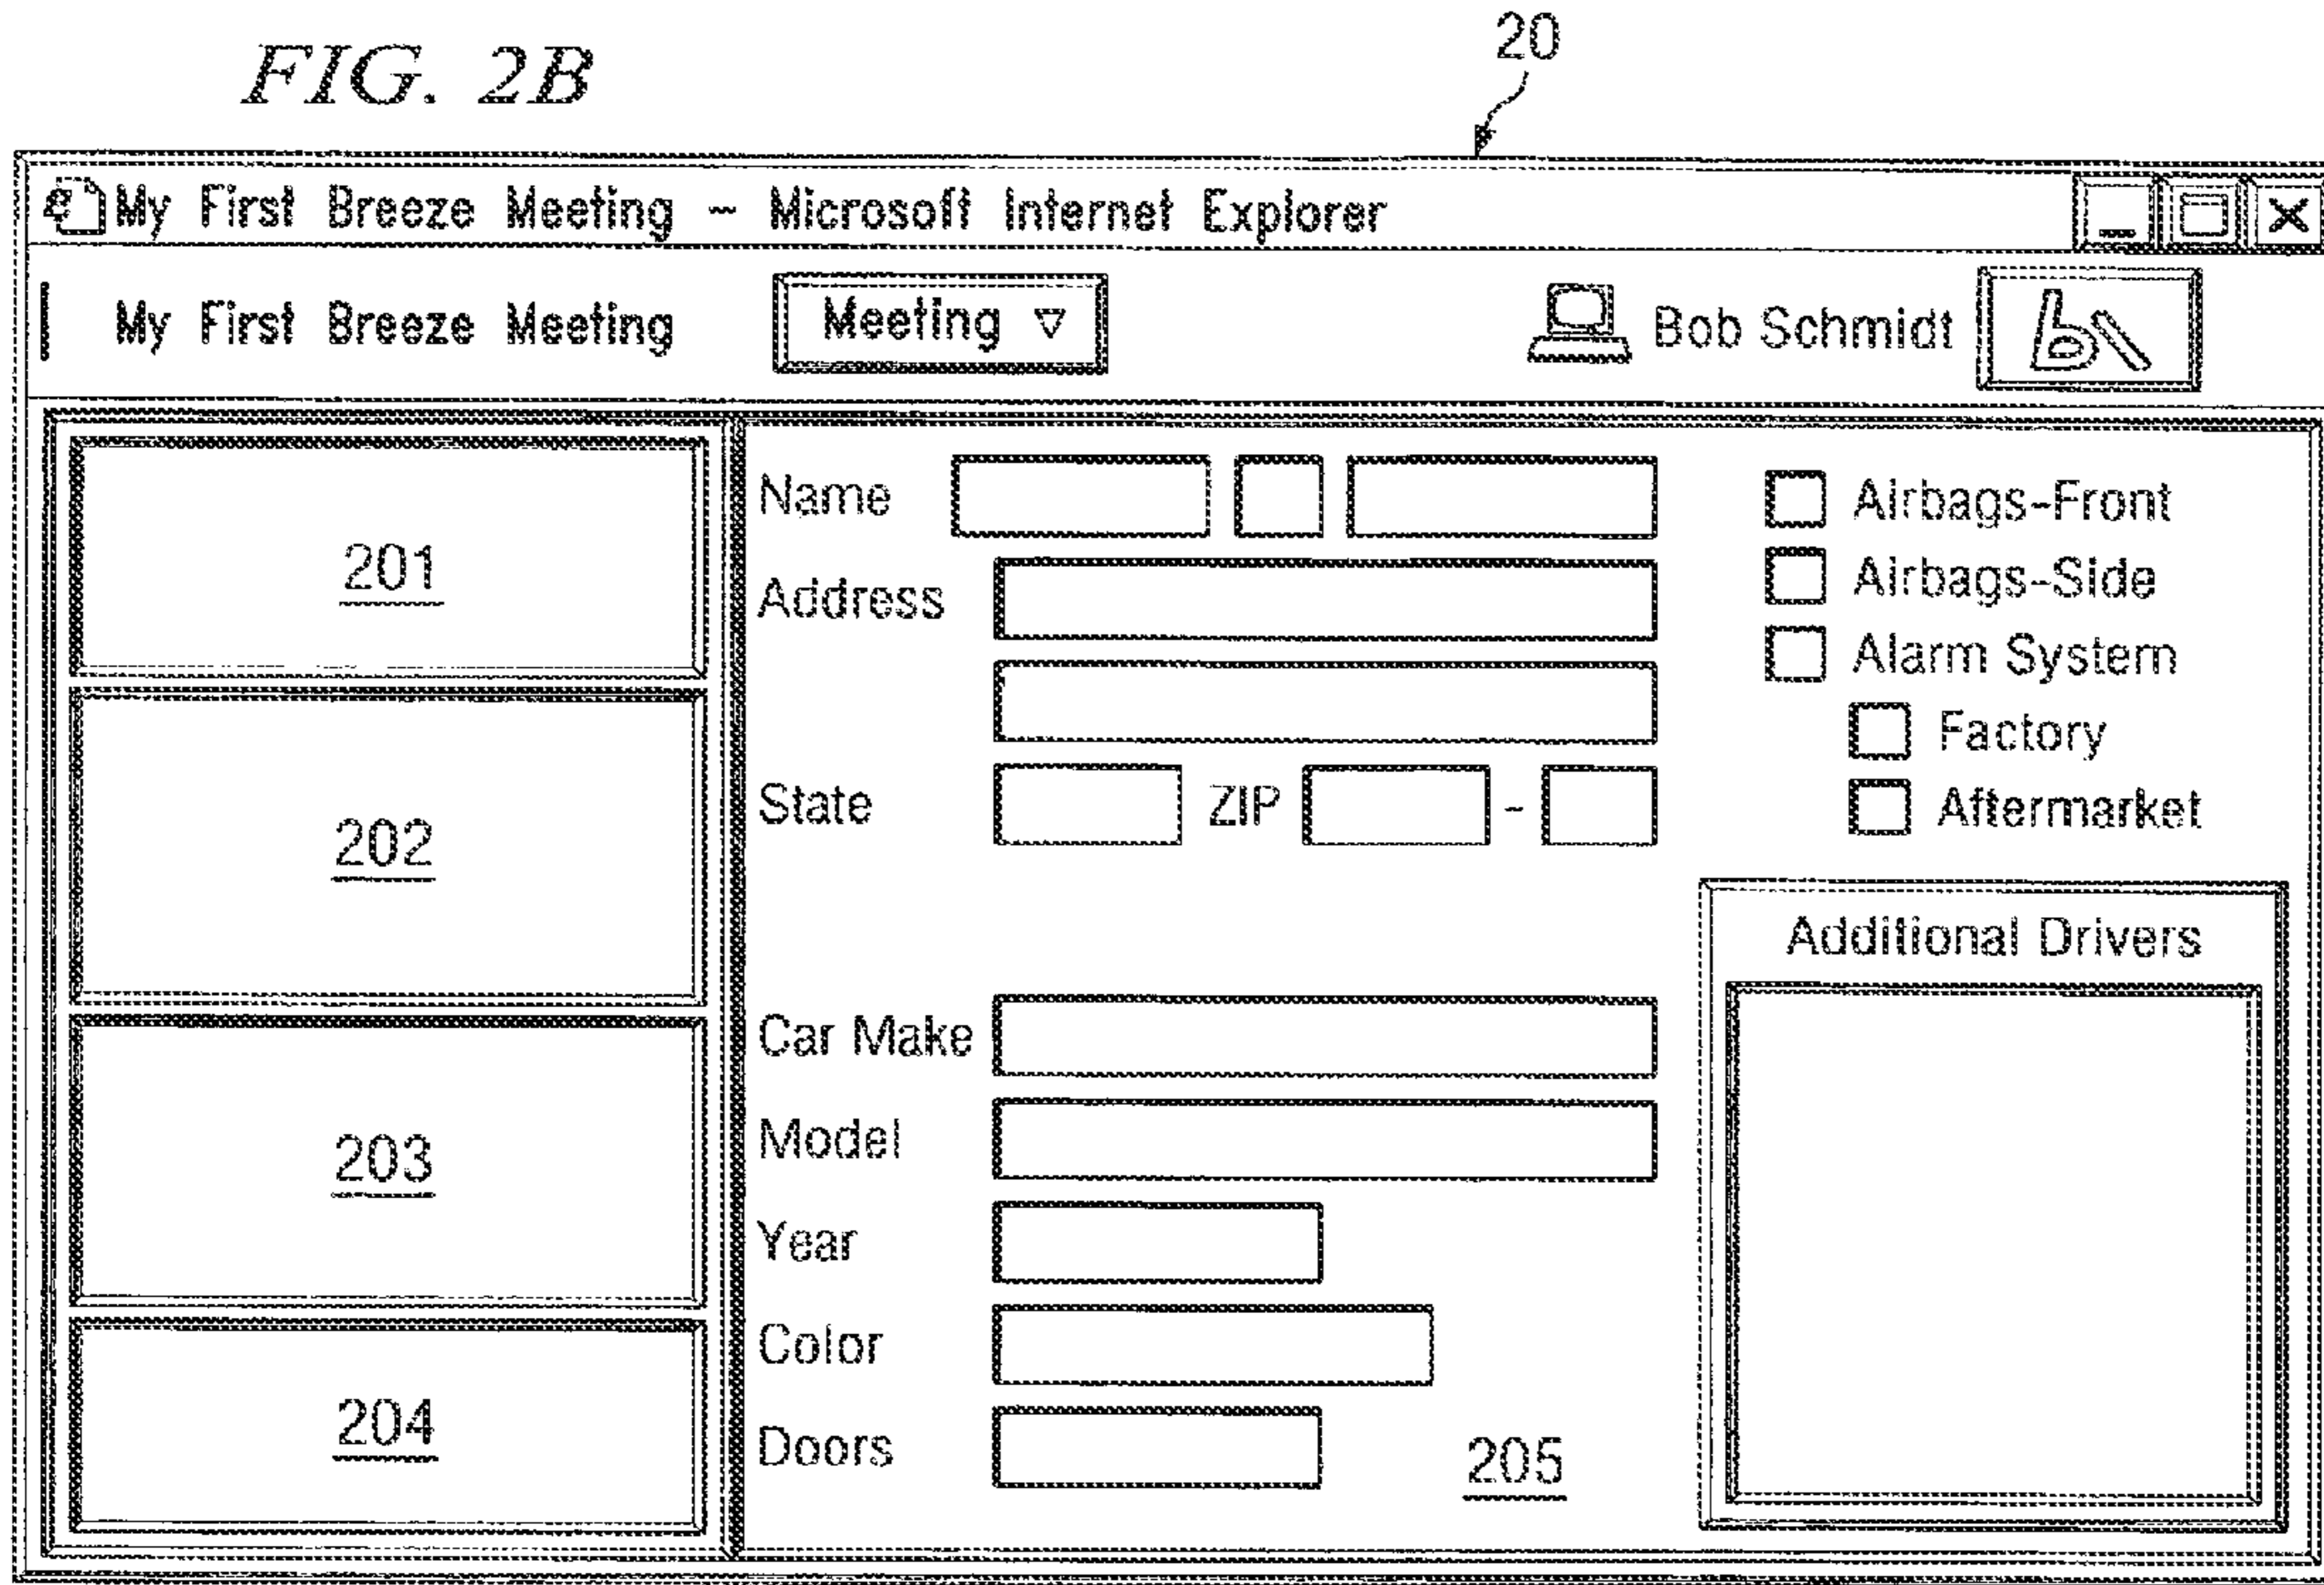 FIG. 2B
20
My First Breeze Meeting - Microsoft Internet Explorer
My First Breeze Meeting Meeting Bob Schmidt
201
202
203
204
Name
Address
State ZIP -
Car Make
Model
Year
Color
Doors
205
Airbags-Front
Airbags-Side
Alarm System
Factory
Aftermarket
Additional Drivers